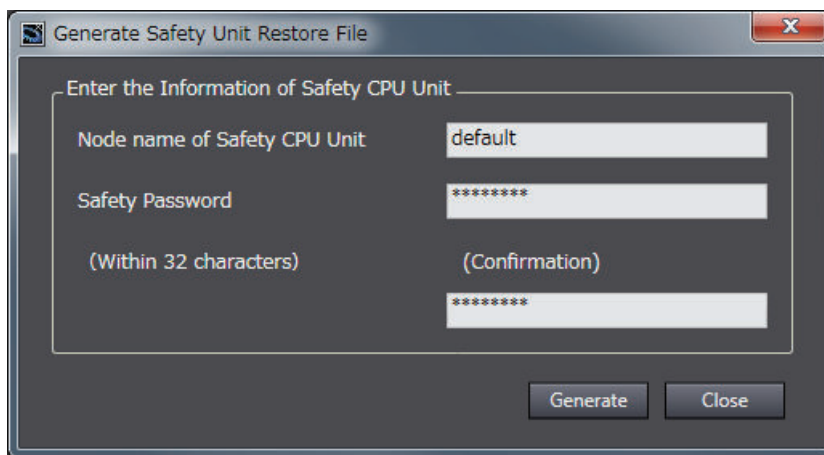 Generate Safety Unit Restore File
Enter the Information of Safety CPU Unit
Node name of Safety CPU Unit default
Safety Password ********
(Within 32 characters) (Confirmation)
********
Generate Close